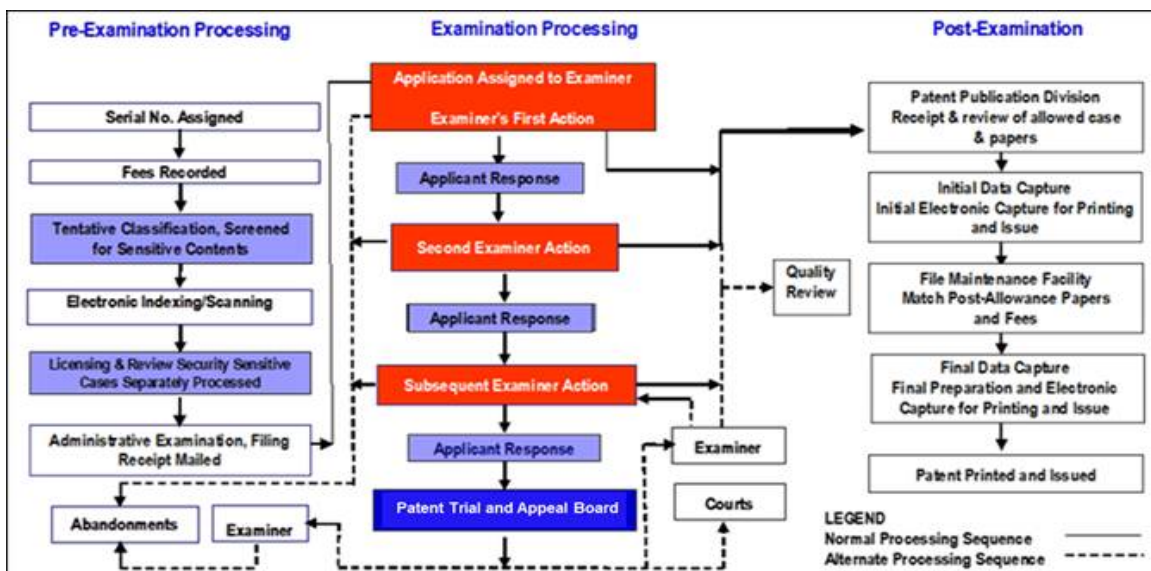 Pre-Examination Processing
Serial No. Assigned
Fees Recorded
Tentative Classification, Screened
for Sensitive Contents
Electronic Indexing/Scanning
Licensing & Review Security Sensitive
Cases Separately Processed
Administrative Examination, Filing
Receipt Mailed
Abandonments
Examiner
Examination Processing
Application Assigned to Examiner
Examiner's First Action
Applicant Response
Second Examiner Action
Applicant Response
Subsequent Examiner Action
Applicant Response
Patent Trial and Appeal Board
Quality
Review
Examiner
Courts
Post-Examination
Patent Publication Division
Receipt & review of allowed case
& papers
Initial Data Capture
Initial Electronic Capture for Printing
and Issue
File Maintenance Facility
Match Post-Allowance Papers
and Fees
Final Data Capture
Final Preparation and Electronic
Capture for Printing and Issue
Patent Printed and Issued
LEGEND
Normal Processing Sequence
Alternate Processing Sequence